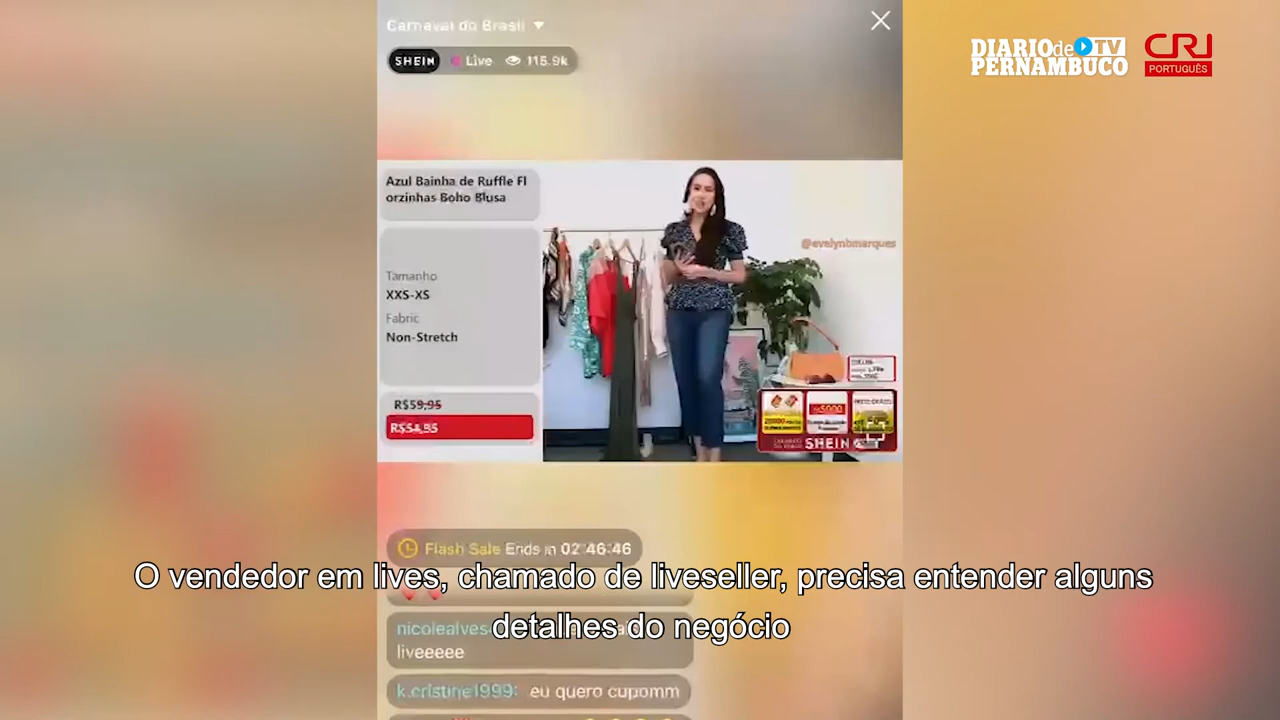 Carnaval do Brasil
SHEIN Live 115.9k
DIARIO de TV
PERNAMBUCO
CRI
PORTUGUÊS
Azul Bainha de Ruffle Fl
orzinhas Boho Blusa
@evelynbmarques
Tamanho
XXS-XS
Fabric
Non-Stretch
R$59,95
R$54,95
R$5000
SHEIN
Flash Sale Ends in 02:46:46
O vendedor em lives, chamado de liveseller, precisa entender alguns
detalhes do negócio
nicolealves
liveeeee
k.cristine1999: eu quero cupomm